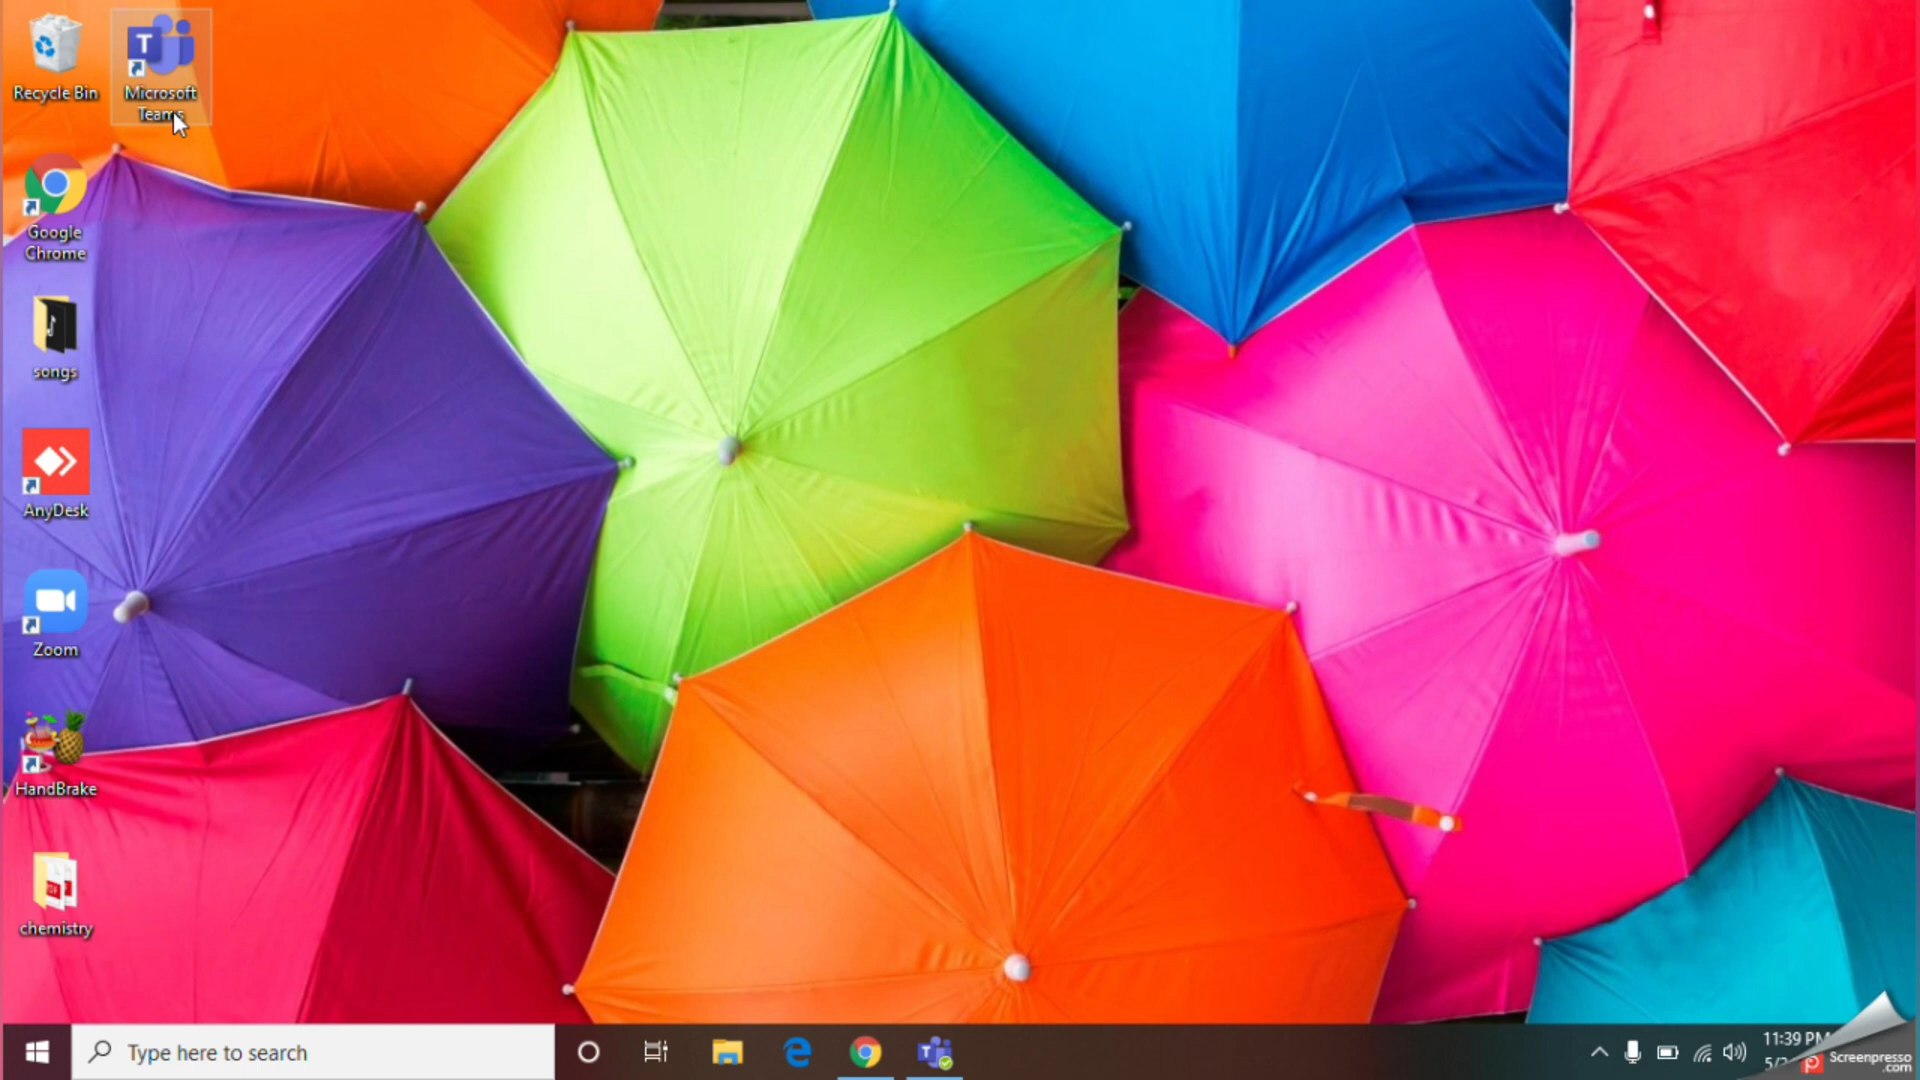 Recycle Bin
Microsoft
Teams
Google
Chrome
songs
AnyDesk
Zoom
HandBrake
chemistry
Type here to search
11:39 PM
Screenpresso
.com